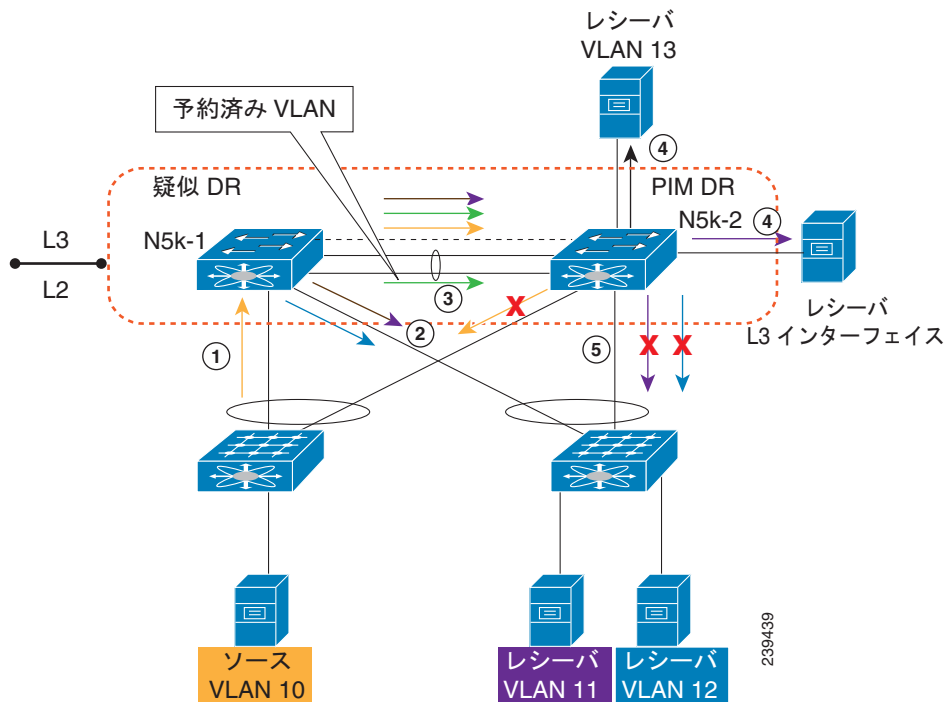 レシーバ
VLAN 13
予約済み VLAN
④
疑似 DR
PIM DR
N5k-1
N5k-2
④
L3
L2
③
②
①
⑤
X
X
X
レシーバ
L3 インターフェイス
ソース
VLAN 10
レシーバ
VLAN 11
レシーバ
VLAN 12
239439